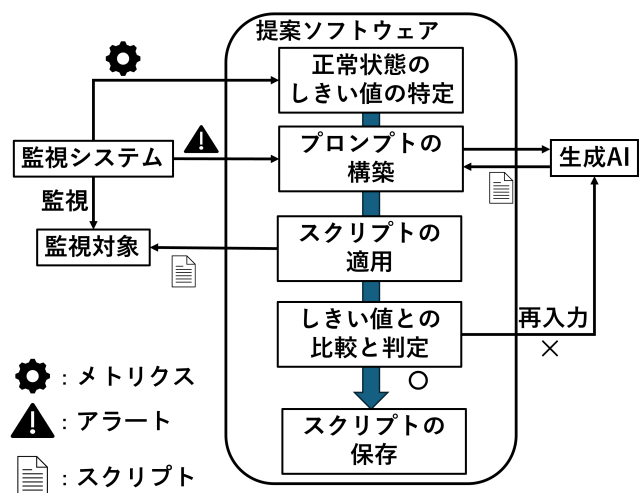 提案ソフトウェア
正常状態の
しきい値の特定
監視システム
プロンプトの
構築
生成AI
監視
監視対象
スクリプトの
適用
しきい値との
比較と判定
再入力
×
○
スクリプトの
保存
：メトリクス
：アラート
：スクリプト